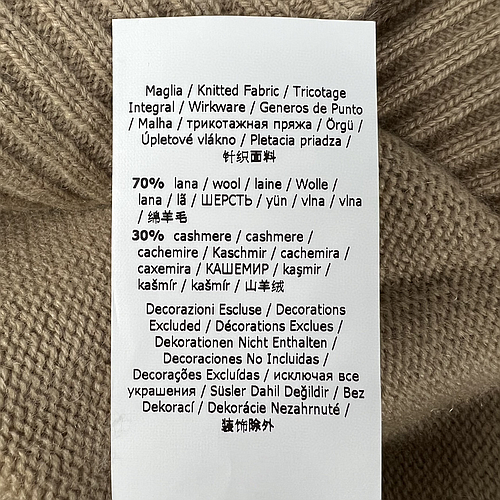 Maglia / Knitted Fabric / Tricotage
Integral / Wirkware / Generos de Punto
/ Malha / трикотажная пряжа / Örgü /
Úpletové vlákno / Pletacia priadza /
针织面料
70% lana / wool / laine / Wolle /
lana / lã / ШЕРСТЬ / yün / vlna / vlna
/ 绵羊毛
30% cashmere / cashmere /
cachemire / Kaschmir / cachemira /
caxemira / КАШЕМИР / kaşmir /
kašmír / kašmír / 山羊绒
Decorazioni Escluse / Decorations
Excluded / Décorations Exclues /
Dekorationen Nicht Enthalten /
Decoraciones No Incluidas /
Decorações Excluídas / исключая все
украшения / Süsler Dahil Değildir / Bez
Dekorací / Dekorácie Nezahrnuté /
装饰除外